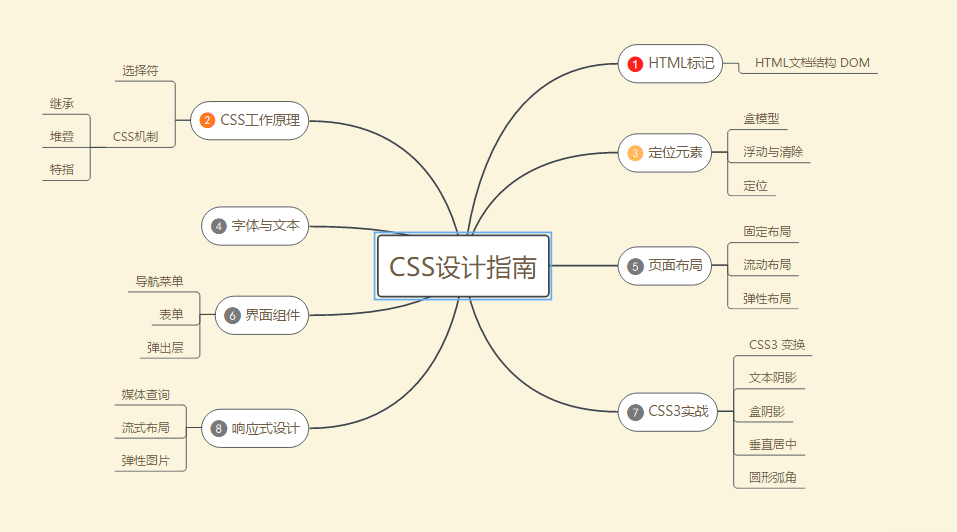 CSS设计指南
1 HTML标记
HTML文档结构 DOM
2 CSS工作原理
选择符
CSS机制
继承
堆叠
特指
3 定位元素
盒模型
浮动与清除
定位
4 字体与文本
5 页面布局
固定布局
流动布局
弹性布局
6 界面组件
导航菜单
表单
弹出层
7 CSS3实战
CSS3 变换
文本阴影
盒阴影
垂直居中
圆形弧角
8 响应式设计
媒体查询
流式布局
弹性图片